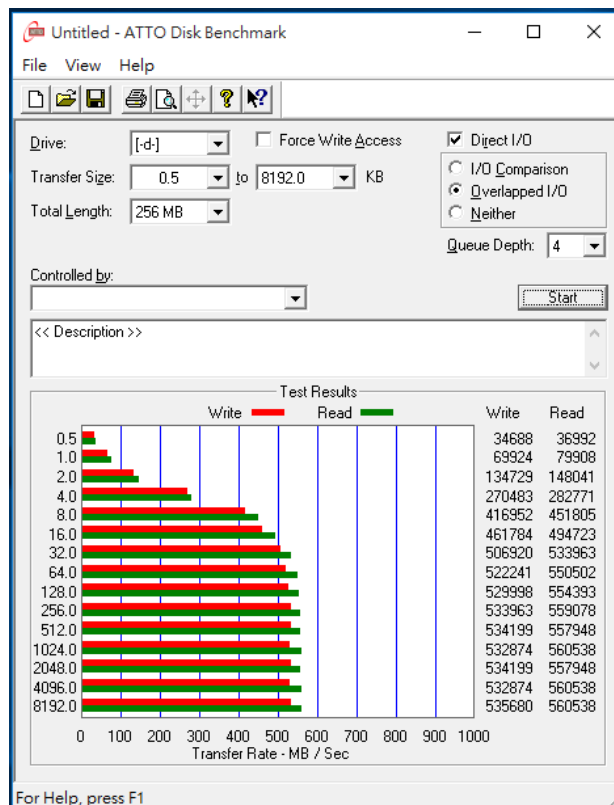 Untitled - ATTO Disk Benchmark
File View Help
Drive: [-d-] Force Write Access Direct I/O
Transfer Size: 0.5 to 8192.0 KB I/O Comparison
Overlapped I/O
Total Length: 256 MB Neither
Queue Depth: 4
Controlled by:
Start
<< Description >>
Test Results
Write Read Write Read
0.5 34688 36992
1.0 69924 79908
2.0 134729 148041
4.0 270483 282771
8.0 416952 451805
16.0 461784 494723
32.0 506920 533963
64.0 522241 550502
128.0 529998 554393
256.0 533963 559078
512.0 534199 557948
1024.0 532874 560538
2048.0 534199 557948
4096.0 532874 560538
8192.0 535680 560538
0 100 200 300 400 500 600 700 800 900 1000
Transfer Rate - MB / Sec
For Help, press F1